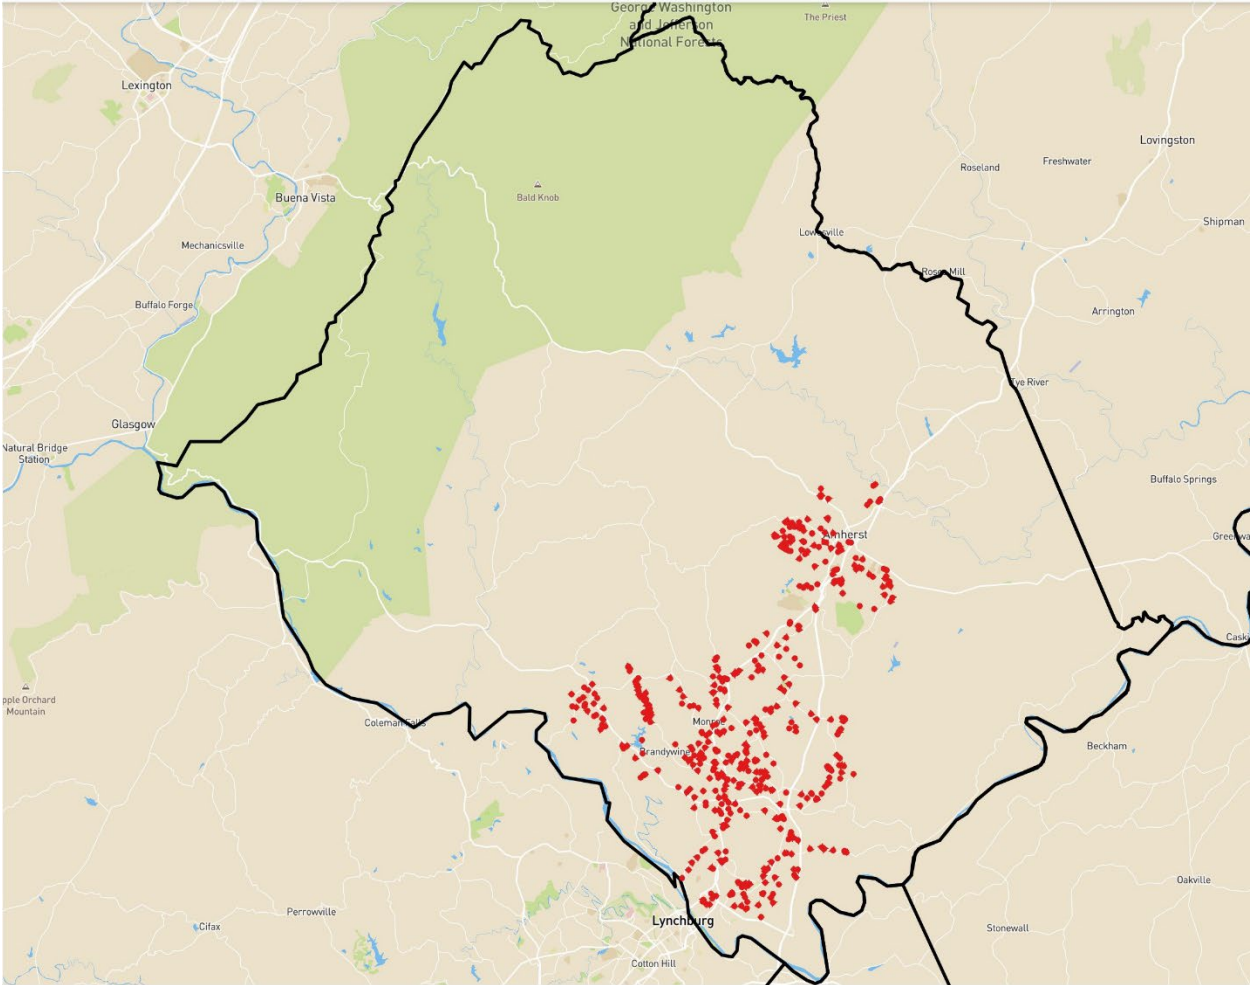 George Washington
and Jefferson
National Forests
The Priest
Lexington
Lovingston
Roseland
Freshwater
Buena Vista
Bald Knob
Shipman
Lowesville
Mechanicsville
Buffalo Forge
Arrington
Tye River
Glasgow
Natural Bridge
Station
Buffalo Springs
Amherst
Apple Orchard
Mountain
Coleman Falls
Monroe
Brandywine
Beckham
Oakville
Perrowville
Cifax
Lynchburg
Stonewall
Cotton Hill